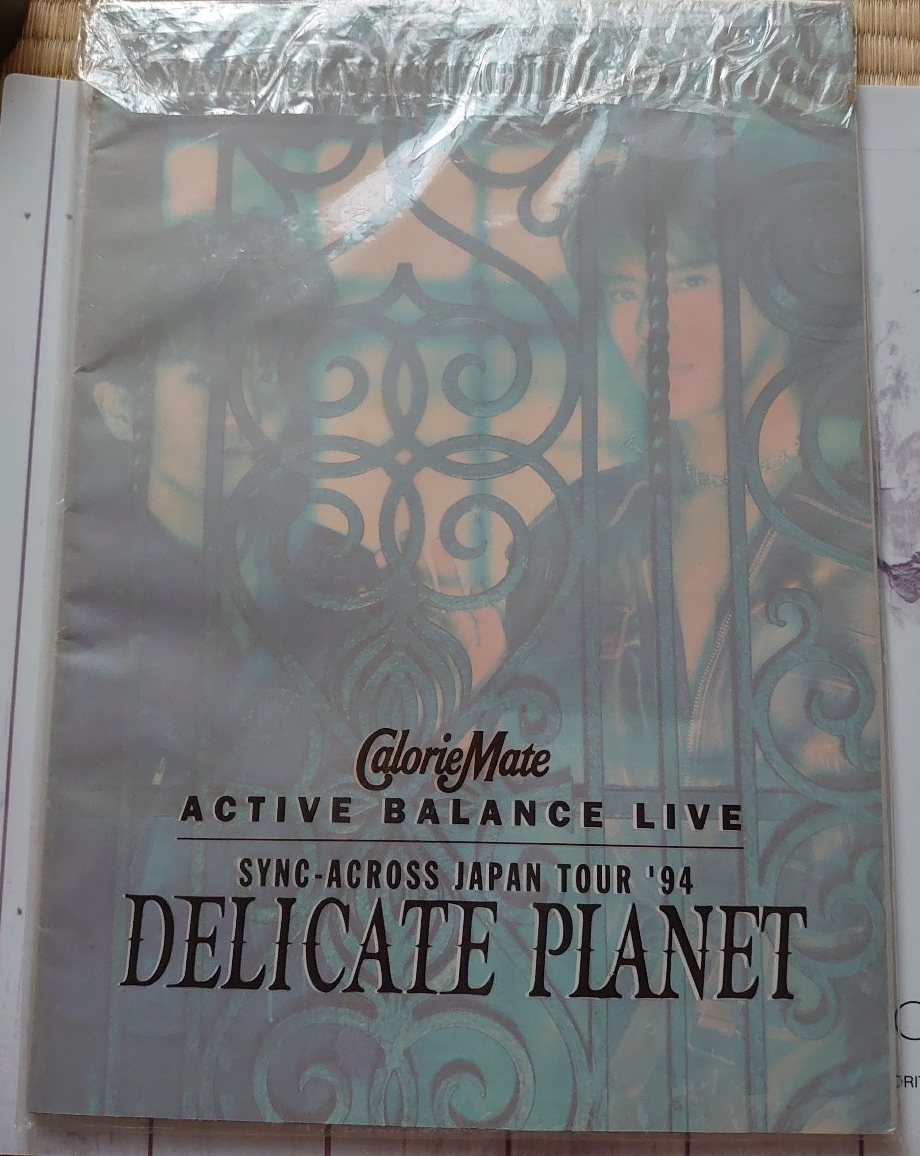 CalorieMate
ACTIVE BALANCE LIVE
SYNC-ACROSS JAPAN TOUR '94
DELICATE PLANET